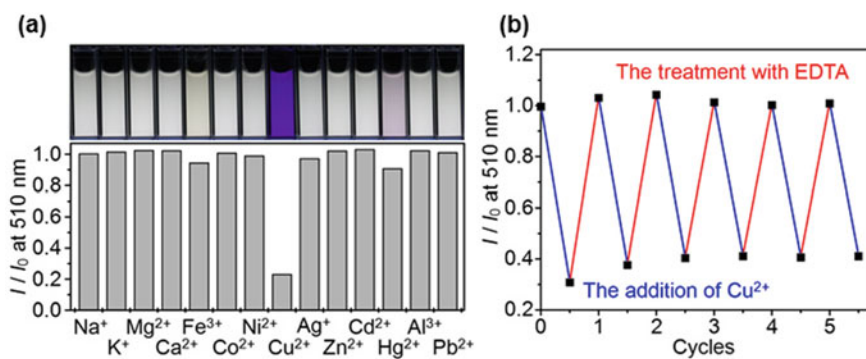 (a)
I / I₀ at 510 nm
1.0
0.8
0.6
0.4
0.2
0.0
Na⁺ Mg²⁺ Fe³⁺ Ni²⁺ Ag⁺ Cd²⁺ Al³⁺
K⁺ Ca²⁺ Co²⁺ Cu²⁺ Zn²⁺ Hg²⁺ Pb²⁺
(b)
I / I₀ at 510 nm
1.2
1.0
0.8
0.6
0.4
0.2
The treatment with EDTA
The addition of Cu²⁺
0 1 2 3 4 5
Cycles